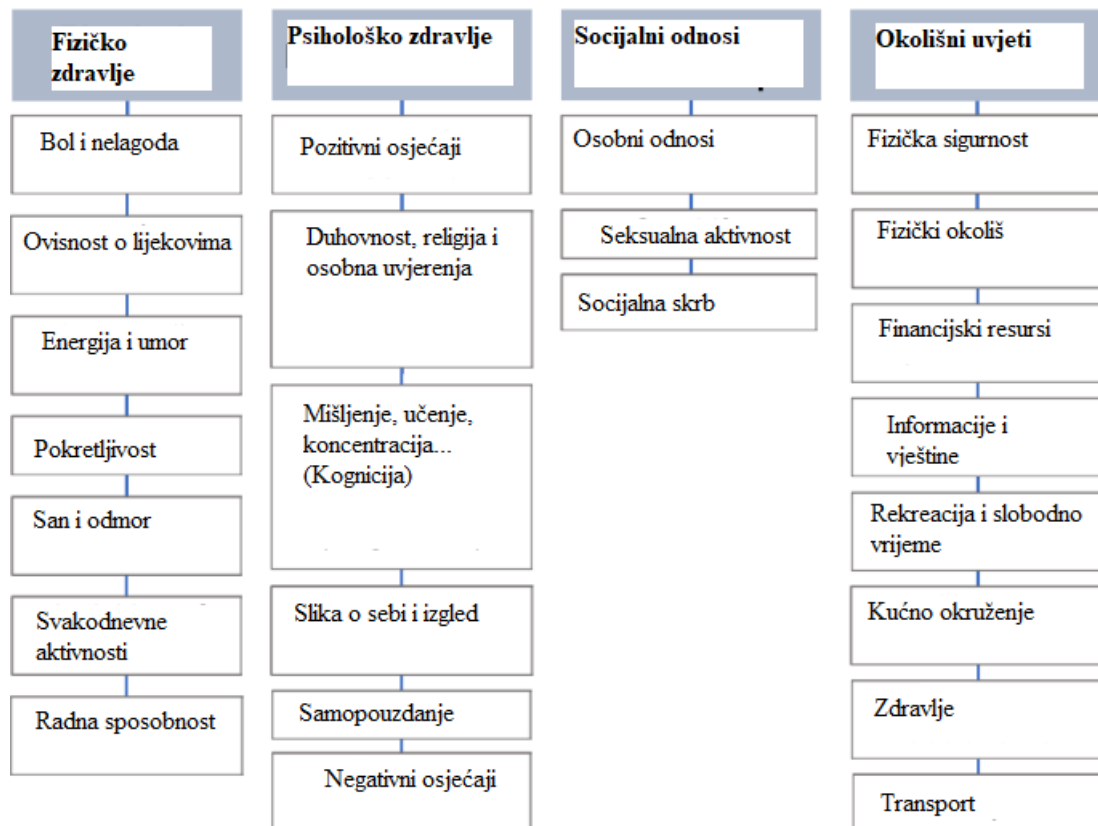 Fizičko
zdravlje
Bol i nelagoda
Ovisnost o lijekovima
Energija i umor
Pokretljivost
San i odmor
Svakodnevne
aktivnosti
Radna sposobnost
Psihološko zdravlje
Pozitivni osjećaji
Duhovnost, religija i
osobna uvjerenja
Mišljenje, učenje,
koncentracija...
(Kognicija)
Slika o sebi i izgled
Samopouzdanje
Negativni osjećaji
Socijalni odnosi
Osobni odnosi
Seksualna aktivnost
Socijalna skrb
Okolišni uvjeti
Fizička sigurnost
Fizički okoliš
Financijski resursi
Informacije i
vještine
Rekreacija i slobodno
vrijeme
Kućno okruženje
Zdravlje
Transport